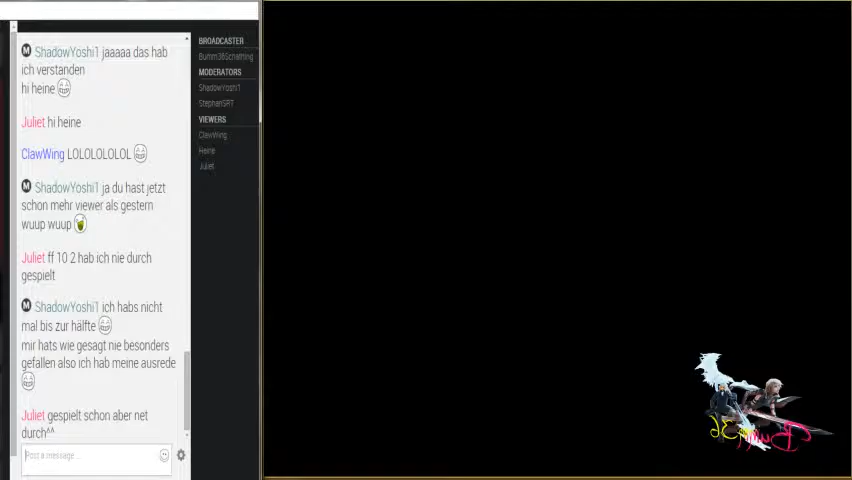 M ShadowYoshi1 jaaaaa das hab
ich verstanden
hi heine
Juliet hi heine
ClawWing LOLOLOLOLOL
M ShadowYoshi1 ja du hast jetzt
schon mehr viewer als gestern
wuup wuup
Juliet ff 10 2 hab ich nie durch
gespielt
M ShadowYoshi1 ich habs nicht
mal bis zur hälfte
mir hats wie gesagt nie besonders
gefallen also ich hab meine ausrede
Juliet gespielt schon aber net
durch^^
Post a message ...
BROADCASTER
MODERATORS
ShadowYoshi1
StephanSRT
VIEWERS
ClawWing
Heine
Juliet